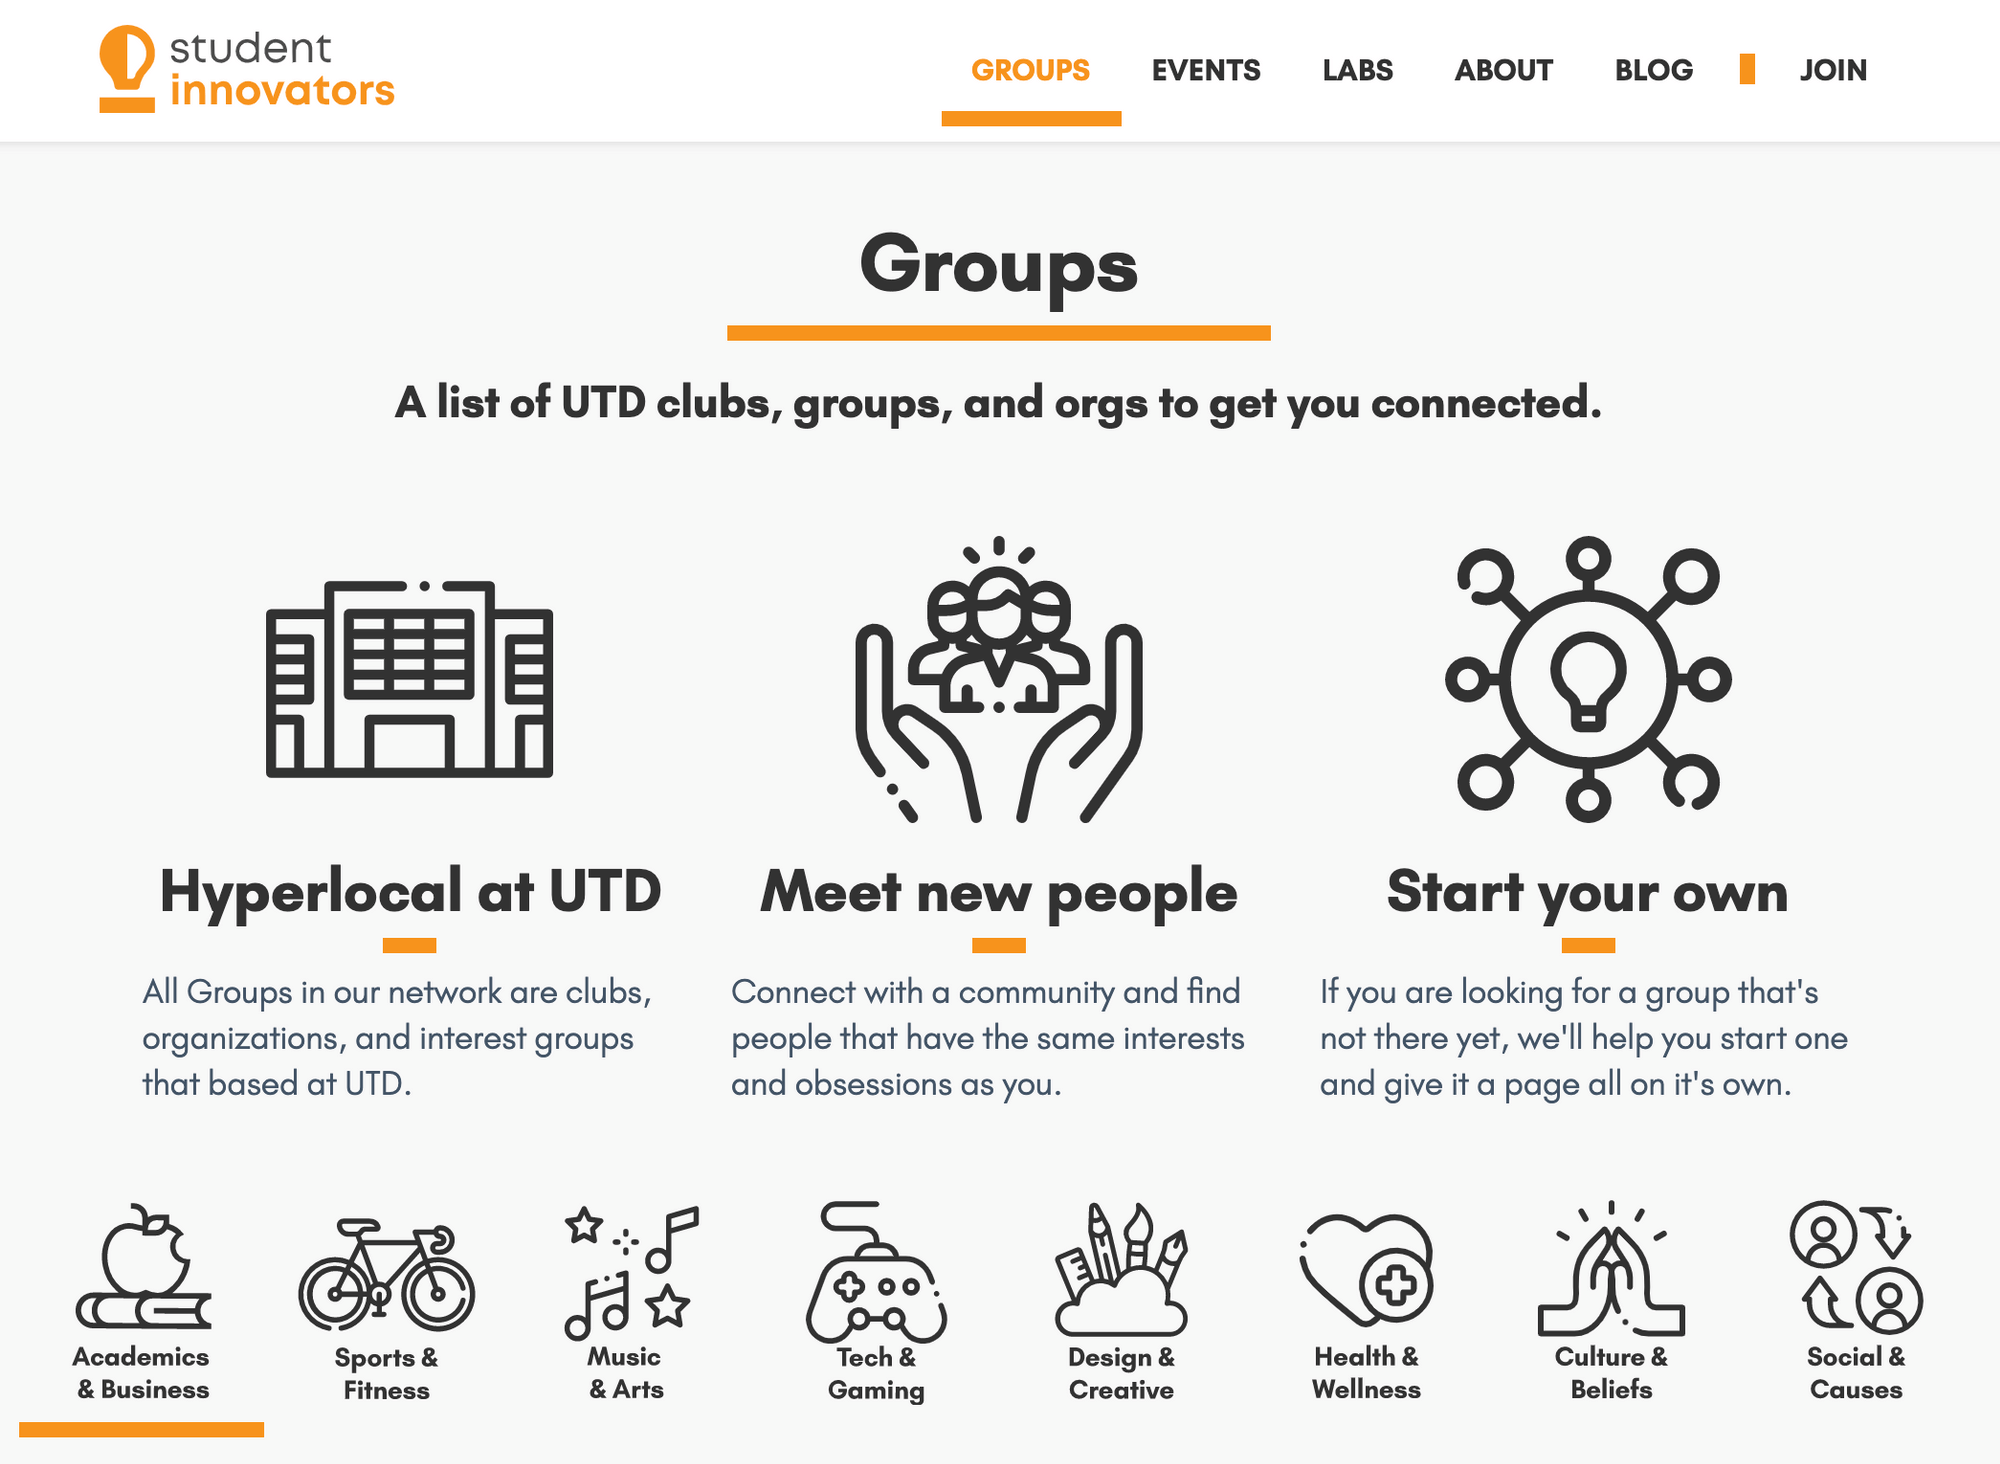 student
innovators
GROUPS EVENTS LABS ABOUT BLOG JOIN
Groups
A list of UTD clubs, groups, and orgs to get you connected.
Hyperlocal at UTD
All Groups in our network are clubs,
organizations, and interest groups
that based at UTD.
Meet new people
Connect with a community and find
people that have the same interests
and obsessions as you.
Start your own
If you are looking for a group that's
not there yet, we'll help you start one
and give it a page all on it's own.
Academics
& Business
Sports &
Fitness
Music
& Arts
Tech &
Gaming
Design &
Creative
Health &
Wellness
Culture &
Beliefs
Social &
Causes